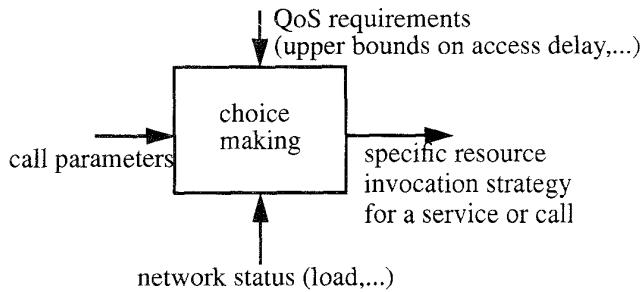 QoS requirements
(upper bounds on access delay,...)
choice
making
call parameters
specific resource
invocation strategy
for a service or call
network status (load,...)